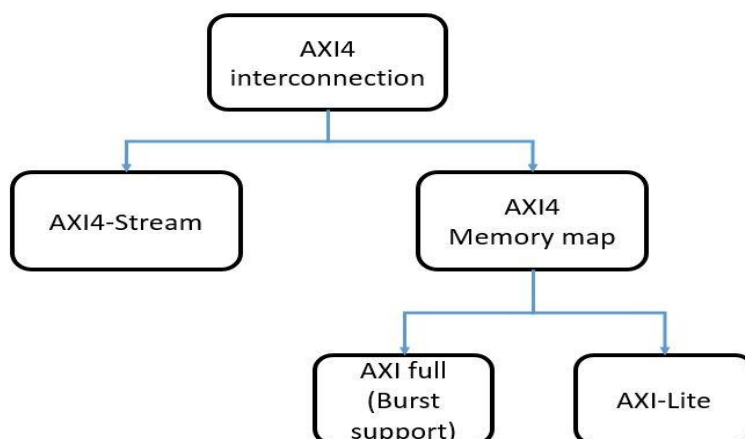 AXI4
interconnection
AXI4-Stream
AXI4
Memory map
AXI full
(Burst
support)
AXI-Lite